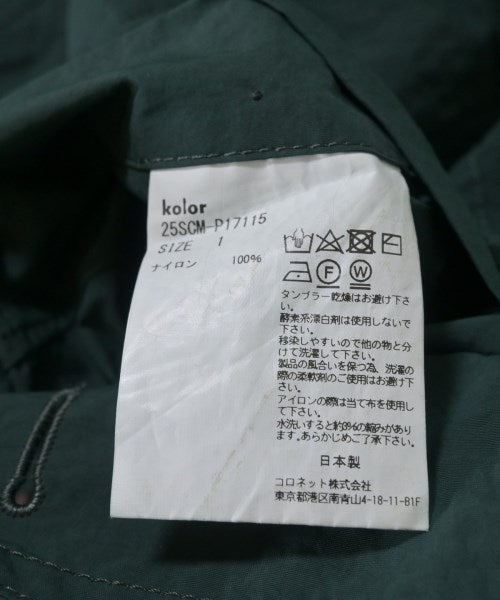 kolor
25SCM-P17115
SIZE 1
ナイロン 100%
タンブラー乾燥はお避け下さ
い。
酵素系漂白剤は使用しないで
下さい。
移染しやすいので他の物と分
けて洗濯して下さい。
製品の風合いを保つ為、洗濯
の際の柔軟剤のご使用はお避け
下さい。
アイロンの際は当て布を使用し
て下さい。
水洗いすると約3%の縮みがあり
ます。あらかじめご了承下さい。
日本製
コロネット株式会社
東京都港区南青山4-18-11-B1F